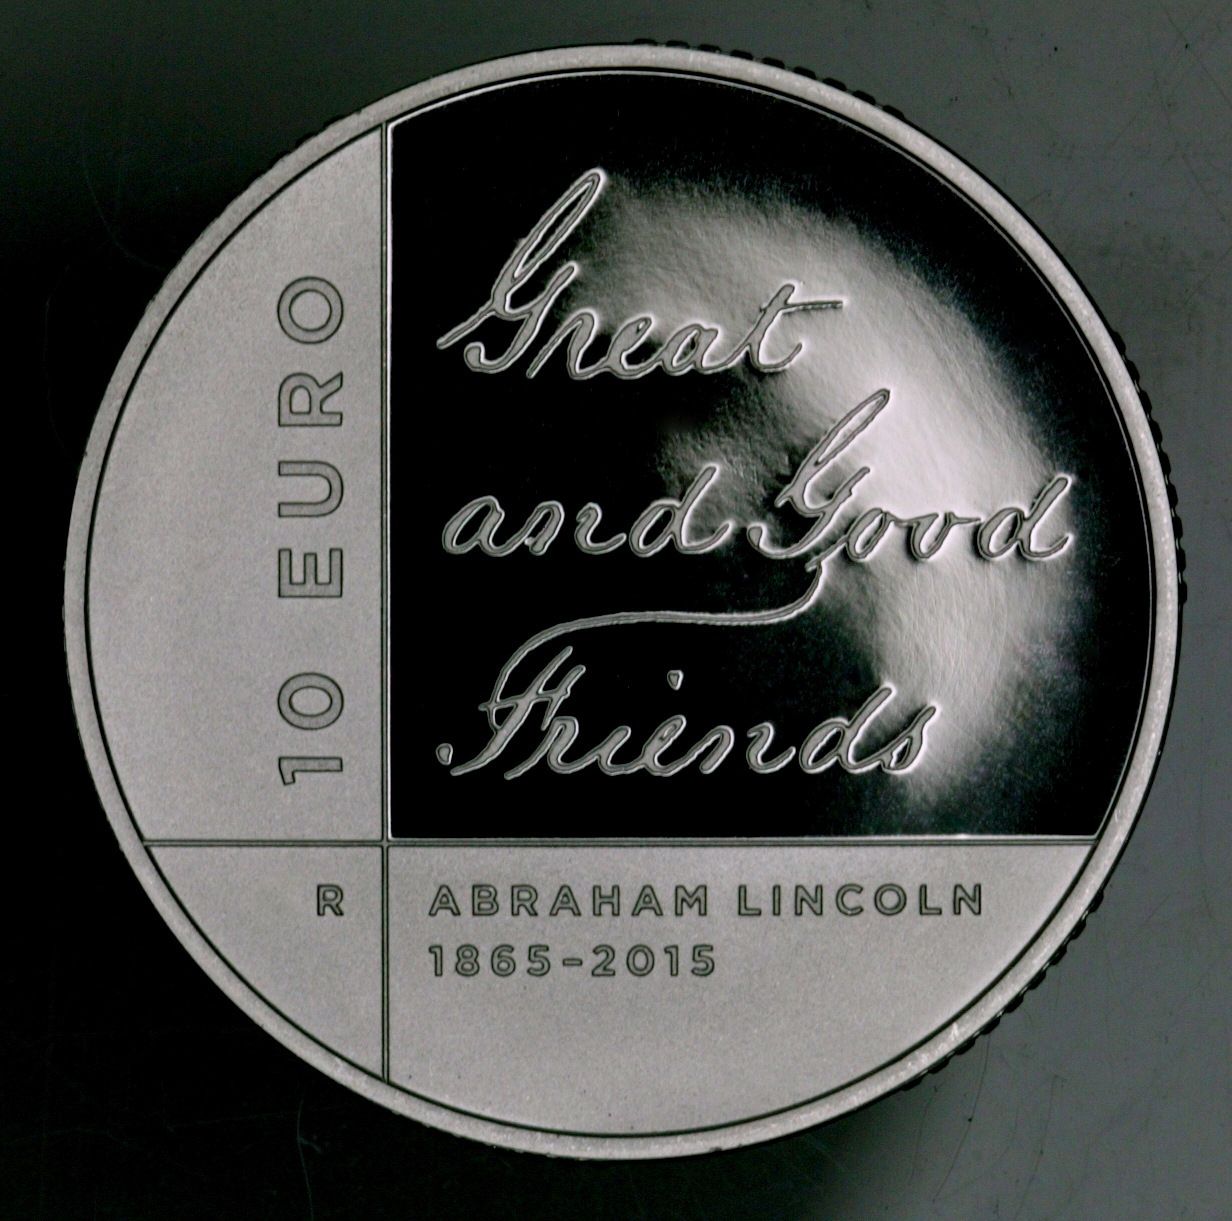 Great
and Good
Friends
10 EURO
R
ABRAHAM LINCOLN
1865-2015